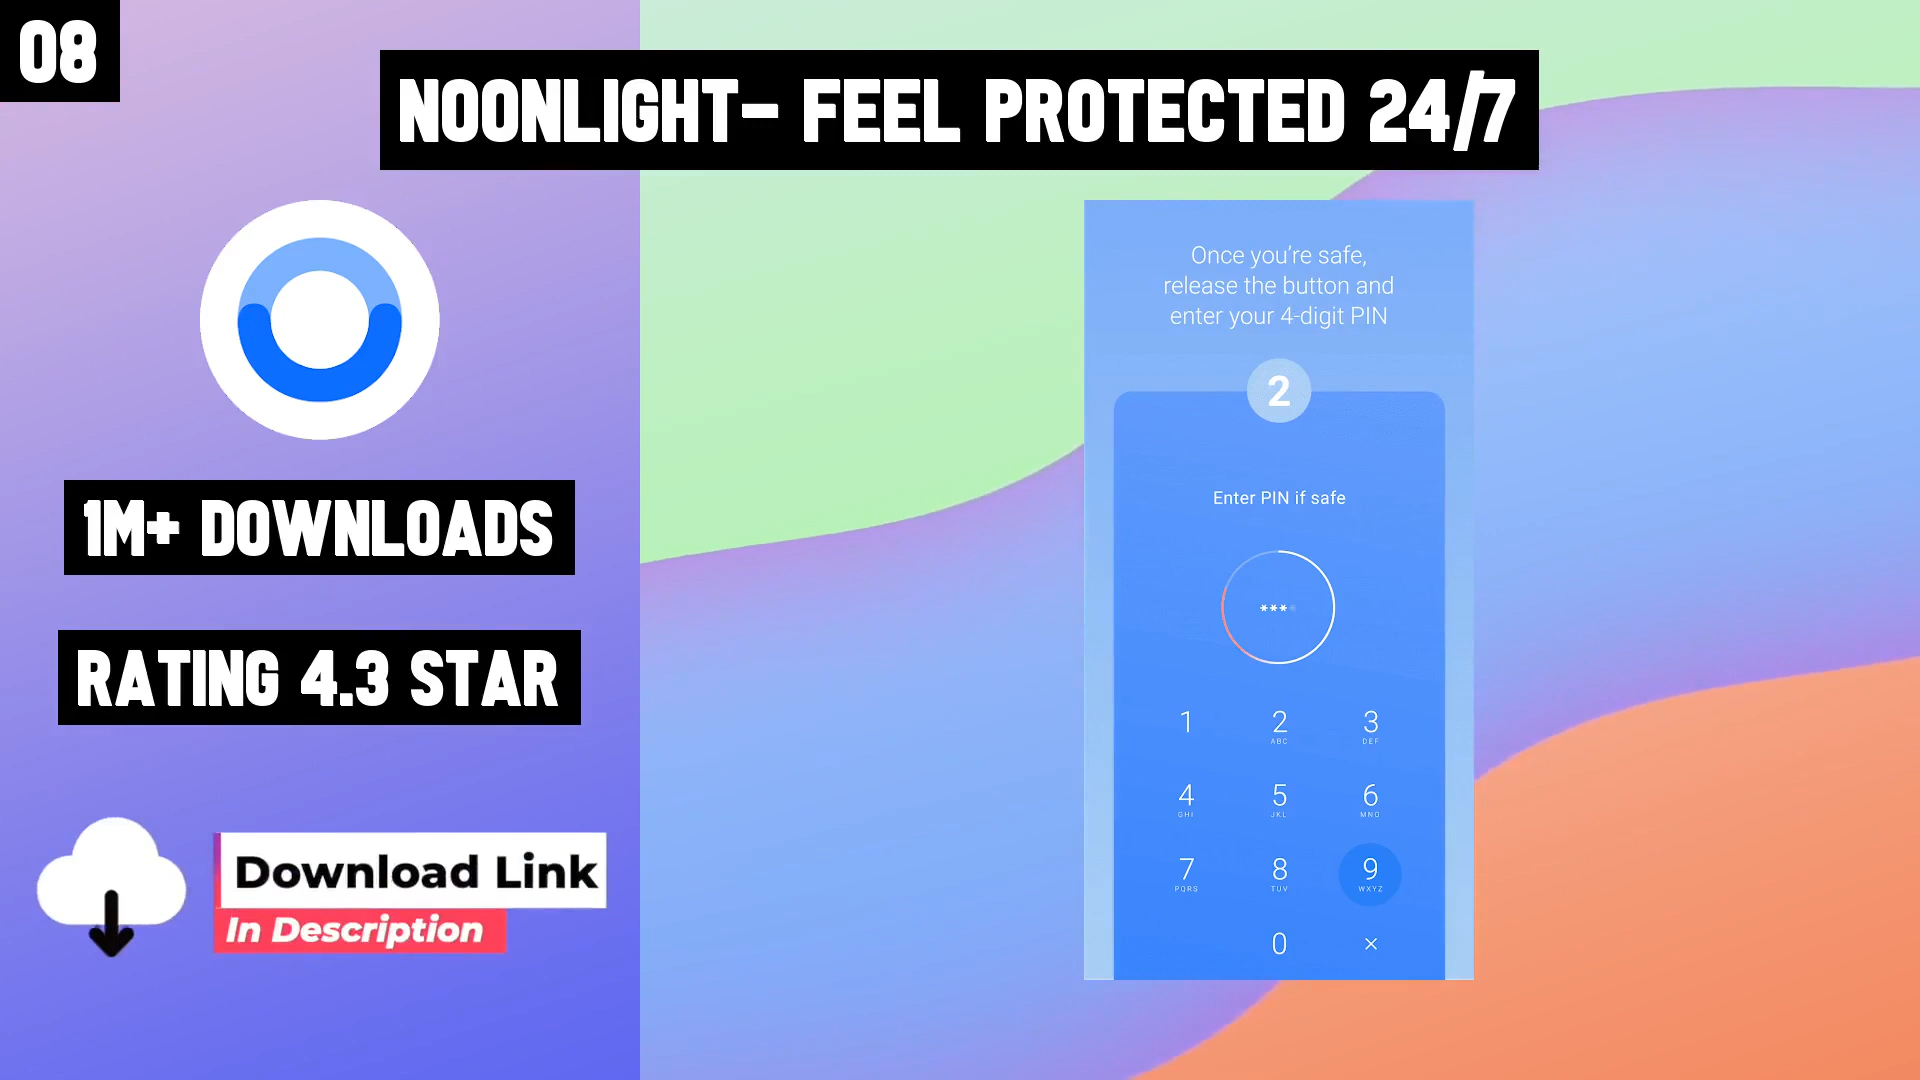 08
NOONLIGHT- FEEL PROTECTED 24/7
1M+ DOWNLOADS
RATING 4.3 STAR
Download Link
In Description
Once you're safe,
release the button and
enter your 4-digit PIN
2
Enter PIN if safe
***
1 2 3
ABC DEF
4 5 6
GHI JKL MNO
7 8 9
PQRS TUV WXYZ
0 ×